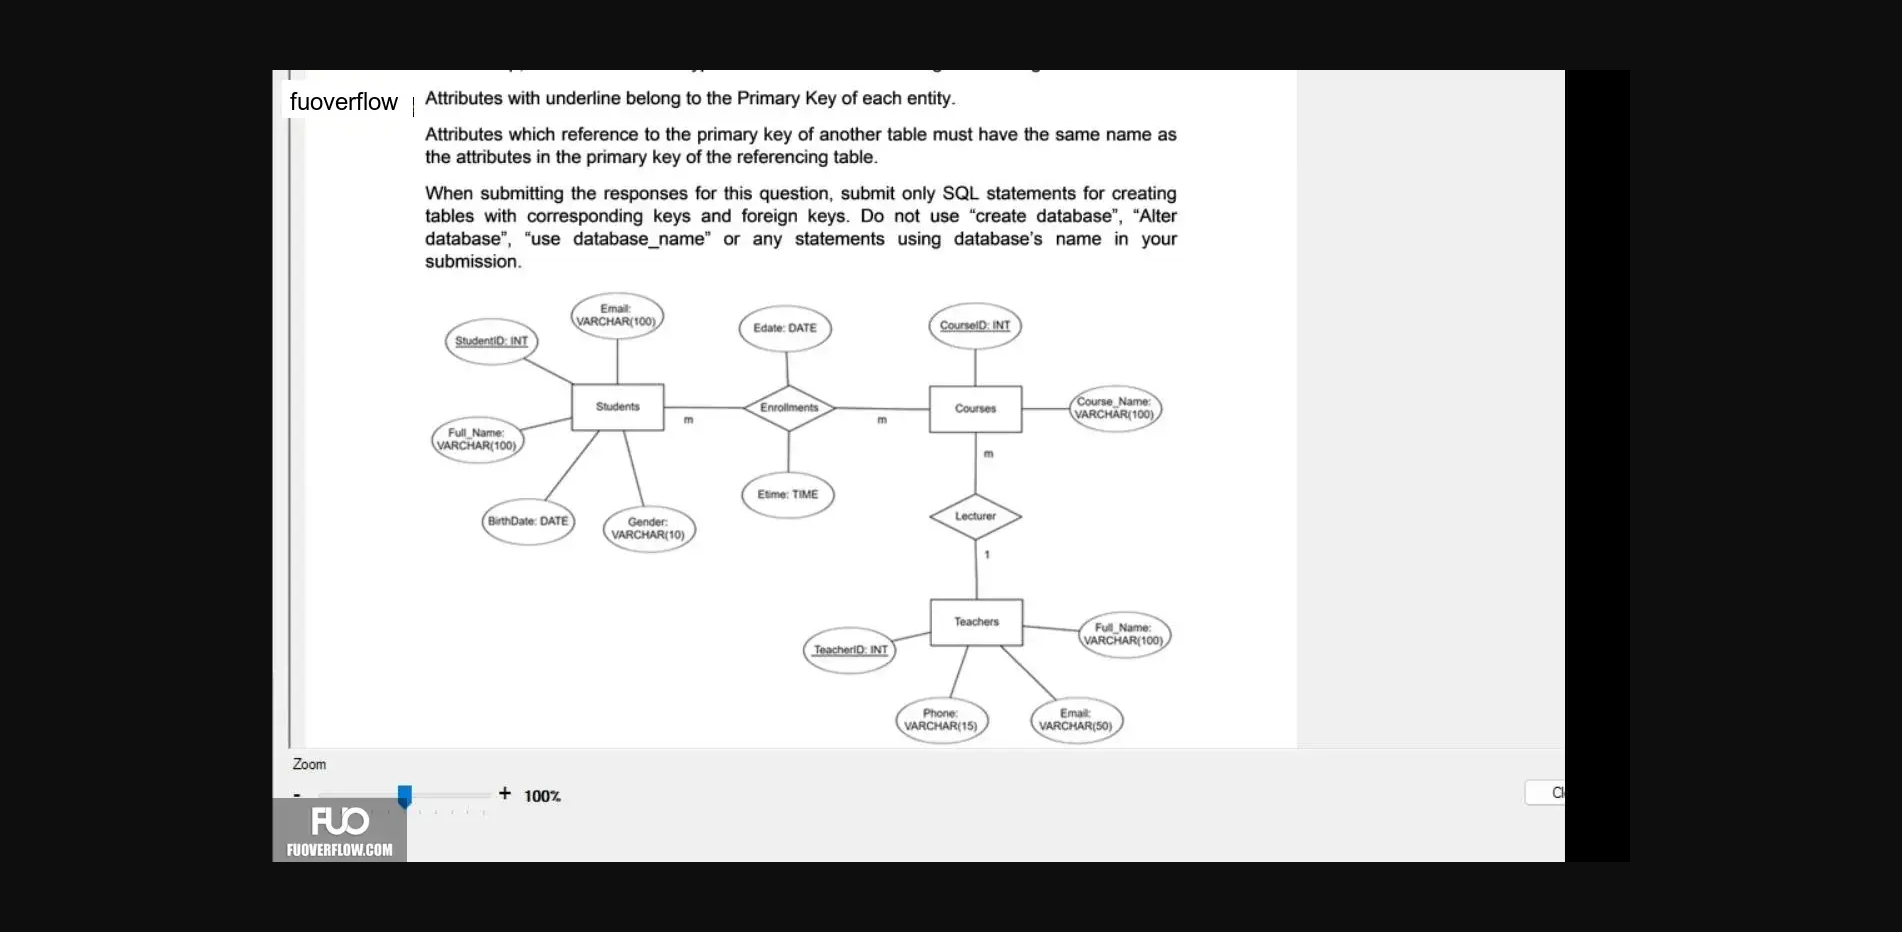 fuoverflow
Attributes with underline belong to the Primary Key of each entity.
Attributes which reference to the primary key of another table must have the same name as
the attributes in the primary key of the referencing table.
When submitting the responses for this question, submit only SQL statements for creating
tables with corresponding keys and foreign keys. Do not use “create database”, “Alter
database”, “use database_name” or any statements using database’s name in your
submission.
Email:
VARCHAR(100)
StudentID: INT
Edate: DATE
CourseID: INT
Students
m
Enrollments
m
Courses
Course_Name:
VARCHAR(100)
Full_Name:
VARCHAR(100)
m
Etime: TIME
BirthDate: DATE
Gender:
VARCHAR(10)
Lecturer
1
Teachers
Full_Name:
VARCHAR(100)
TeacherID: INT
Phone:
VARCHAR(15)
Email:
VARCHAR(50)
Zoom
- + 100%
Cl
FUO
FUOVERFLOW.COM